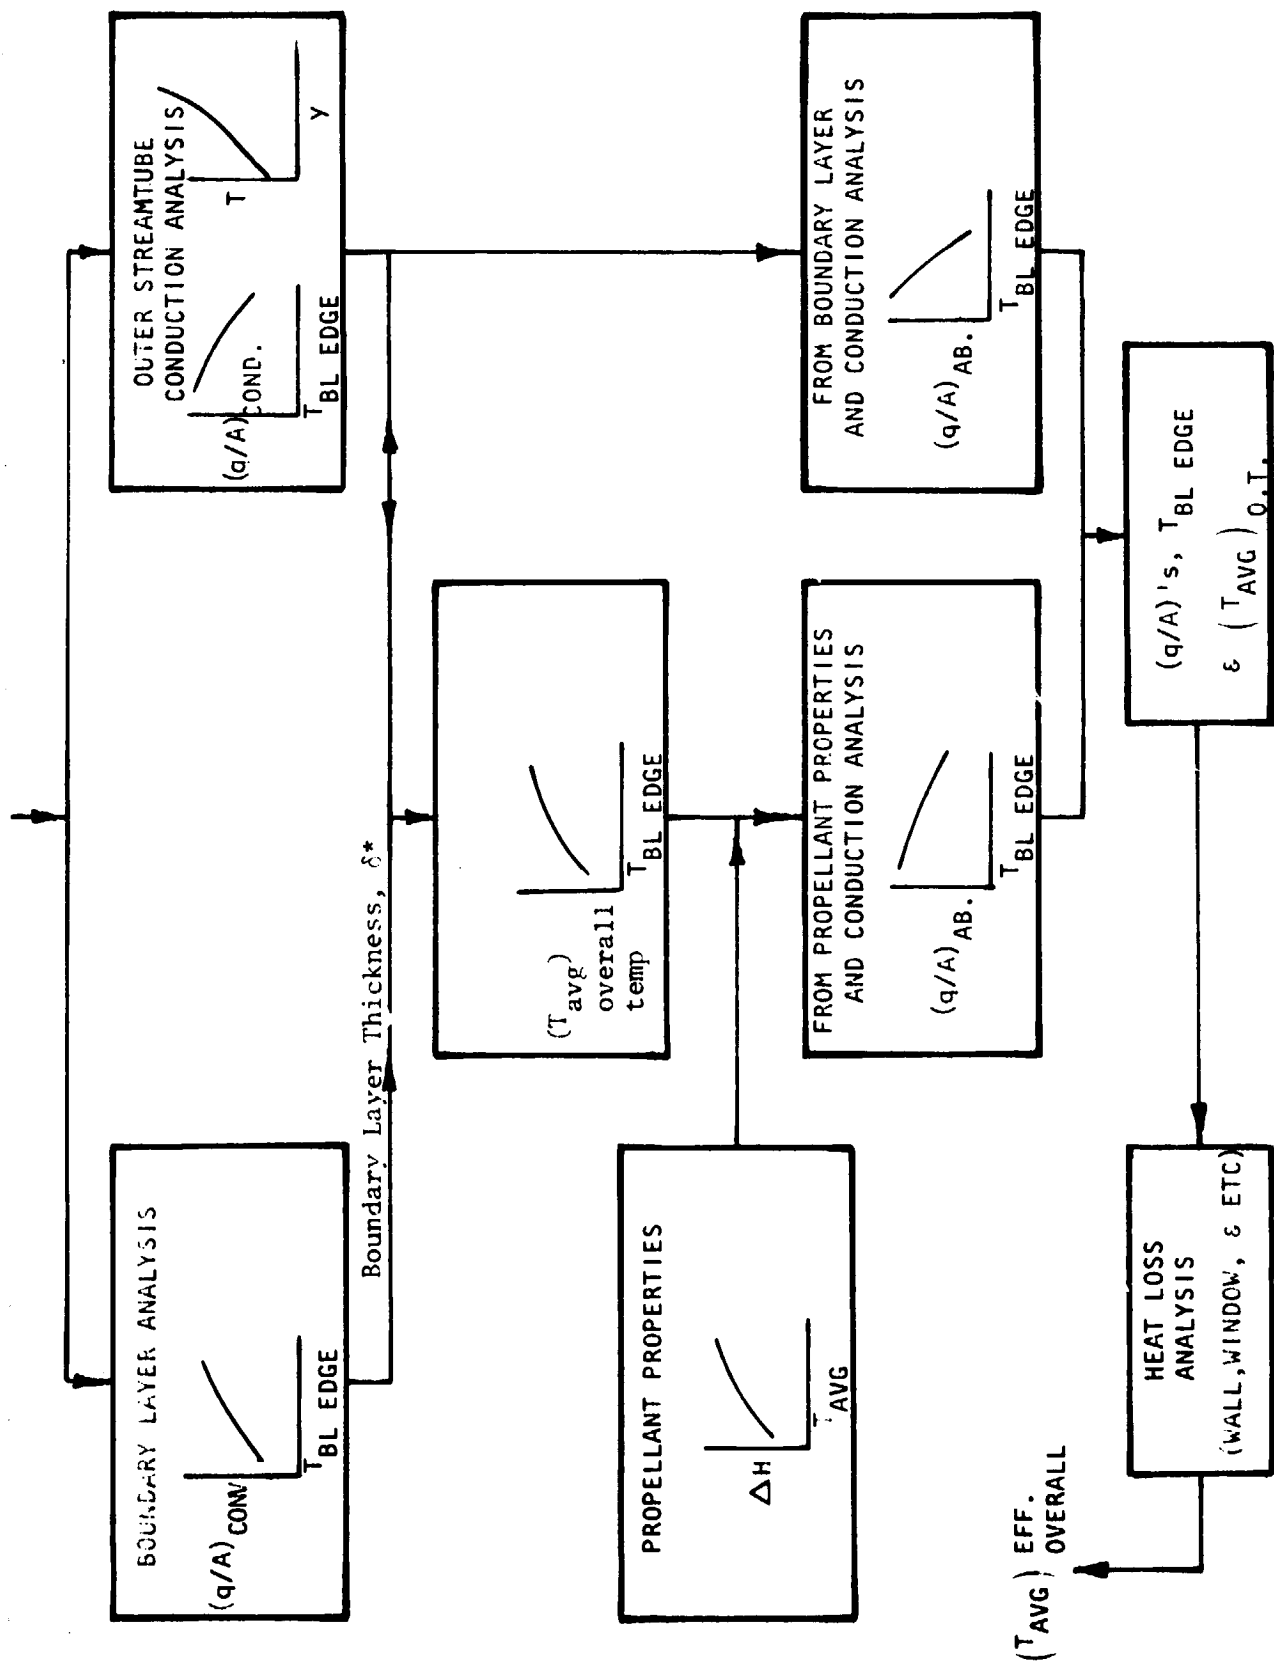 BOUNDARY LAYER ANALYSIS
(q/A)CONV
TBL EDGE
OUTER STREAMTUBE
CONDUCTION ANALYSIS
(q/A)COND.
TBL EDGE
T
y
Boundary Layer Thickness, δ*
(Tavg)
overall
temp
TBL EDGE
PROPELLANT PROPERTIES
ΔH
TAVG
FROM PROPELLANT PROPERTIES
AND CONDUCTION ANALYSIS
(q/A)AB.
TBL EDGE
FROM BOUNDARY LAYER
AND CONDUCTION ANALYSIS
(q/A)AB.
TBL EDGE
(q/A)'s, TBL EDGE
& (TAVG)O.T.
HEAT LOSS
ANALYSIS
(WALL,WINDOW, & ETC)
(TAVG) EFF.
OVERALL